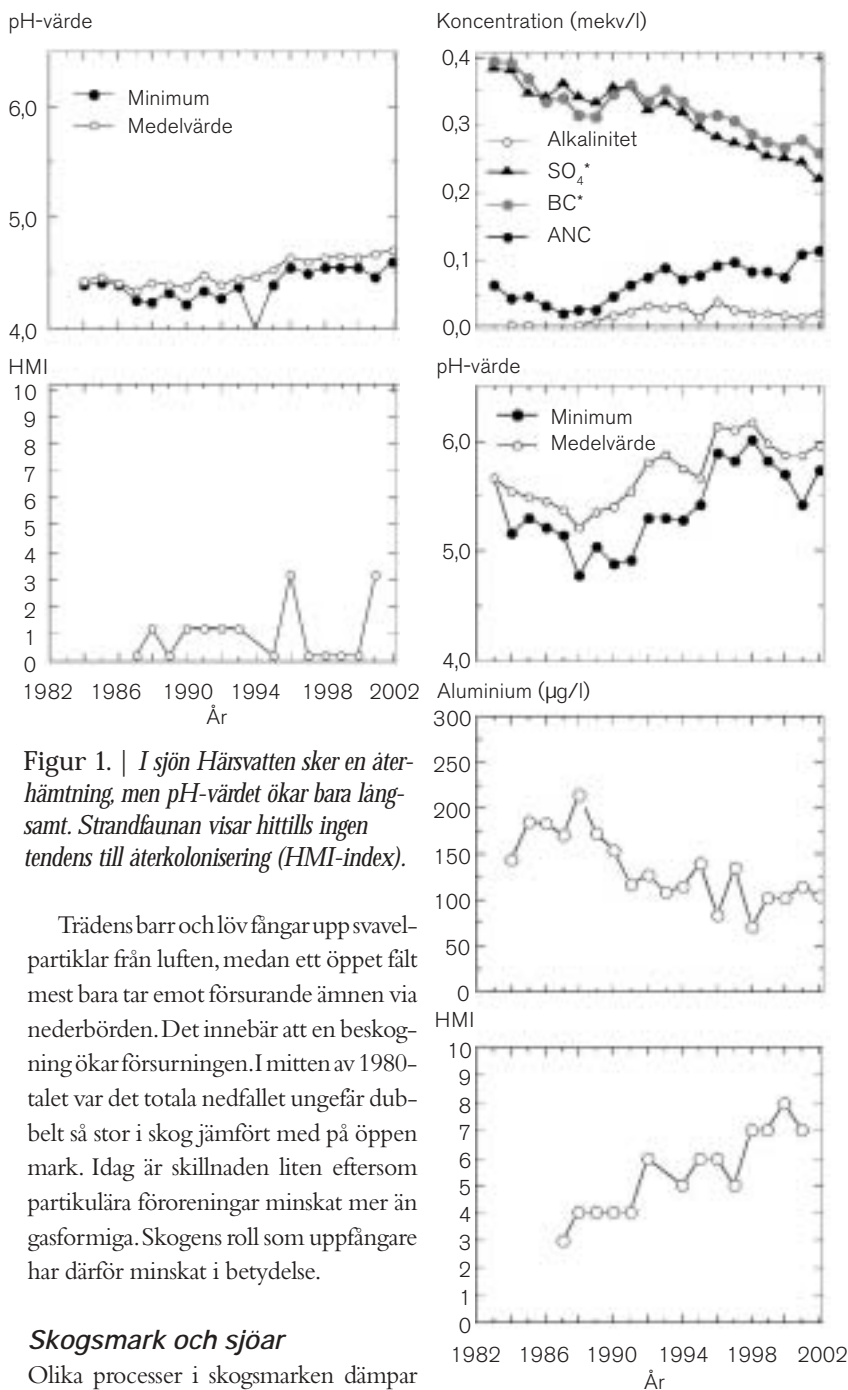 pH-värde
6,0
Minimum
Medelvärde
5,0
4,0
HMI
10
9
8
7
6
5
4
3
2
1
0
1982 1986 1990 1994 1998 2002
År
Figur 1. | I sjön Härsvatten sker en åter-
hämtning, men pH-värdet ökar bara lång-
samt. Strandfaunan visar hittills ingen
tendens till återkolonisering (HMI-index).
Trädens barr och löv fångar upp svavel-
partiklar från luften, medan ett öppet fält
mest bara tar emot försurande ämnen via
nederbörden. Det innebär att en beskog-
ning ökar försurningen. I mitten av 1980-
talet var det totala nedfallet ungefär dub-
belt så stor i skog jämfört med på öppen
mark. Idag är skillnaden liten eftersom
partikulära föroreningar minskat mer än
gasformiga. Skogens roll som uppfångare
har därför minskat i betydelse.
Skogsmark och sjöar
Olika processer i skogsmarken dämpar
Koncentration (mekv/l)
0,4
0,3
Alkalinitet
SO4*
0,2
BC*
ANC
0,1
0,0
pH-värde
Minimum
6,0
Medelvärde
5,0
4,0
Aluminium (µg/l)
300
250
200
150
100
50
0
HMI
10
9
8
7
6
5
4
3
2
1
0
1982 1986 1990 1994 1998 2002
År